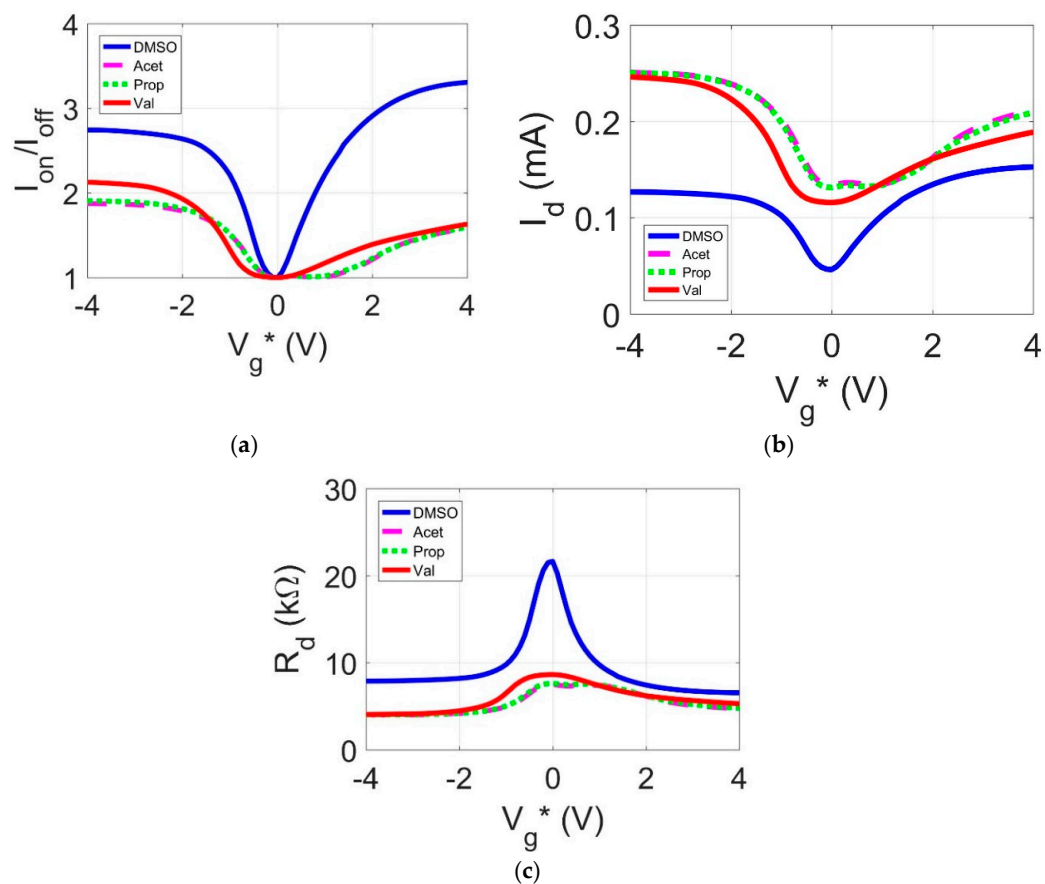 4
3
2
1
I_on/I_off
DMSO
Acet
Prop
Val
-4 -2 0 2 4
V_g* (V)
(a)
0.3
0.2
0.1
0
I_d (mA)
DMSO
Acet
Prop
Val
-4 -2 0 2 4
V_g* (V)
(b)
30
20
10
0
R_d (kΩ)
DMSO
Acet
Prop
Val
-4 -2 0 2 4
V_g* (V)
(c)